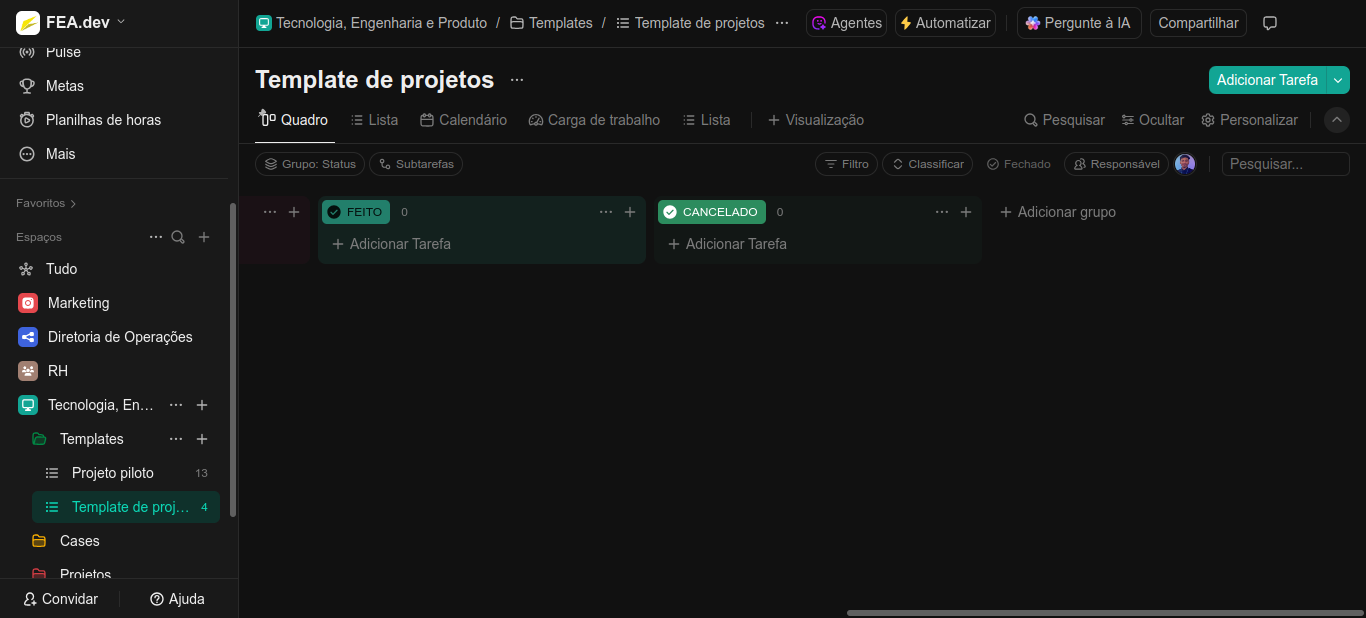 FEA.dev
Pulse
Metas
Planilhas de horas
Mais
Favoritos
Espaços
Tudo
Marketing
Diretoria de Operações
RH
Tecnologia, En...
Templates
Projeto piloto 13
Template de proj... 4
Cases
Projetos
Convidar Ajuda
Tecnologia, Engenharia e Produto / Templates / Template de projetos ... Agentes Automatizar Pergunte à IA Compartilhar
Template de projetos ...
Adicionar Tarefa
Quadro Lista Calendário Carga de trabalho Lista + Visualização Pesquisar Ocultar Personalizar
Grupo: Status Subtarefas Filtro Classificar Fechado Responsável Pesquisar...
FEITO 0 CANCELADO 0 + Adicionar grupo
+ Adicionar Tarefa + Adicionar Tarefa